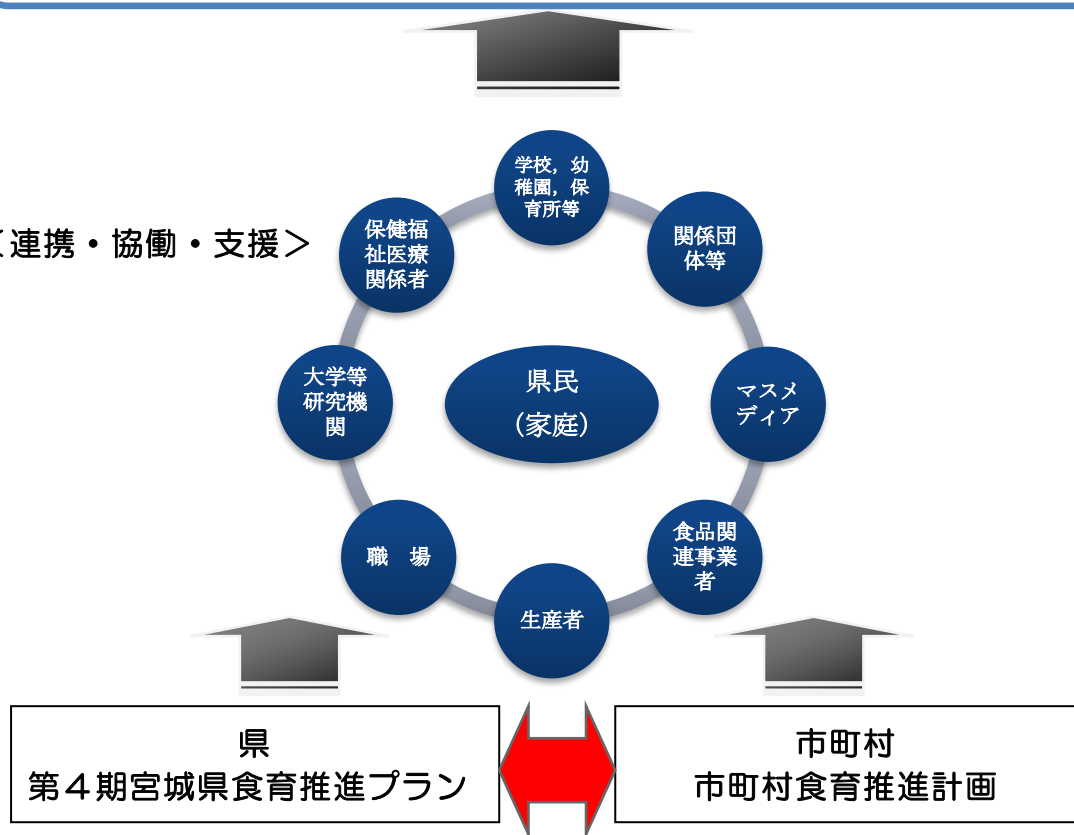 学校，幼
稚園，保
育所等
保健福
祉医療
関係者
関係団
体等
連携・協働・支援＞
大学等
研究機
関
県民
（家庭）
マスメ
ディア
職　場
食品関
連事業
者
生産者
県
第４期宮城県食育推進プラン
市町村
市町村食育推進計画